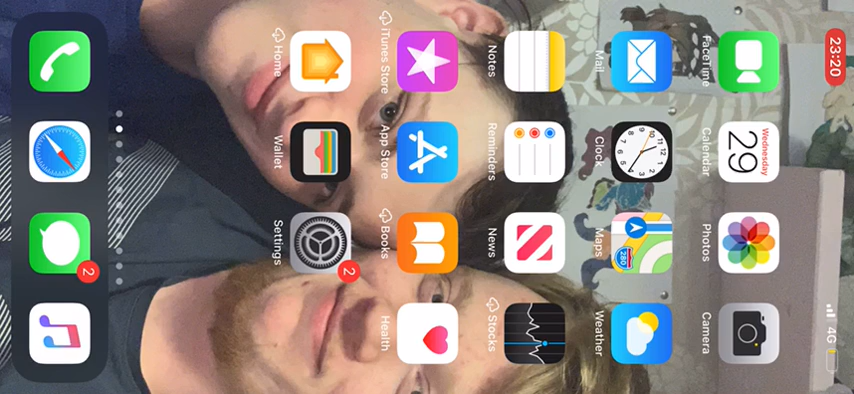 23:20 4G
Wednesday
29
FaceTime Calendar Photos Camera
280
Mail Clock Maps Weather
Notes Reminders News Stocks
iTunes Store App Store Books Health
2
Home Wallet Settings
2